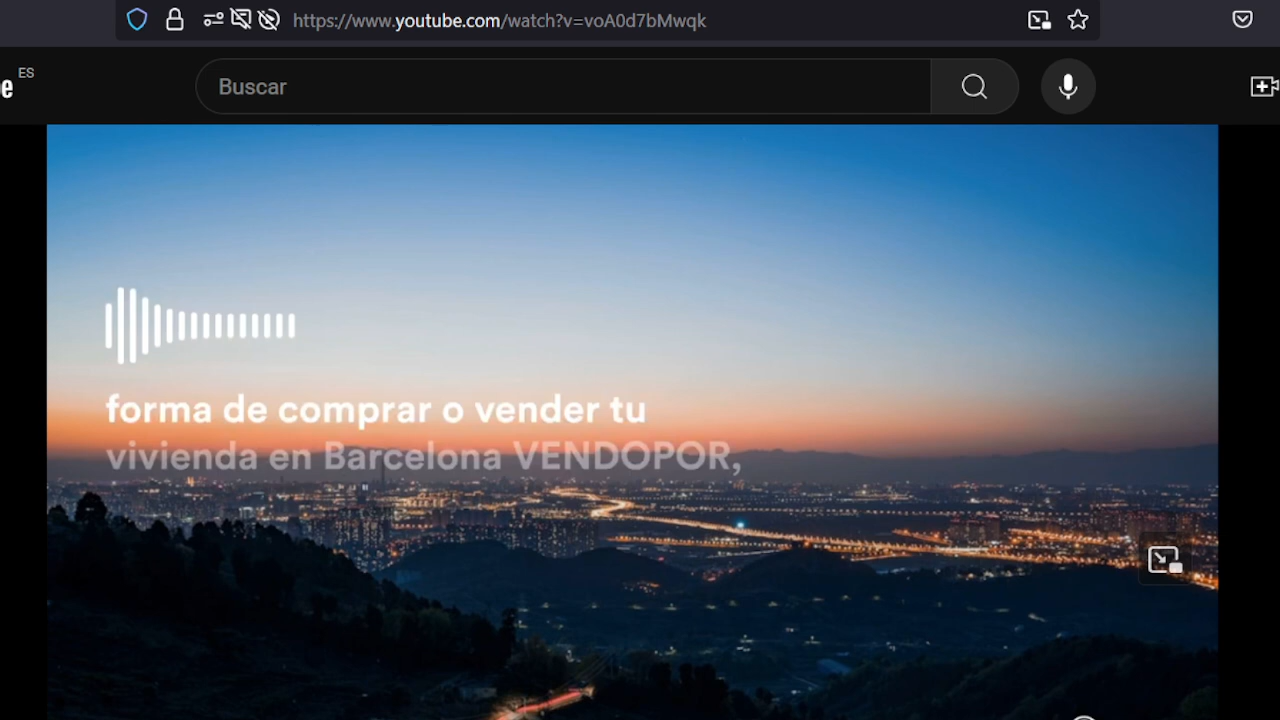 https://www.youtube.com/watch?v=voA0d7bMwqk
ES
e
Buscar
forma de comprar o vender tu
vivienda en Barcelona VENDOPOR,